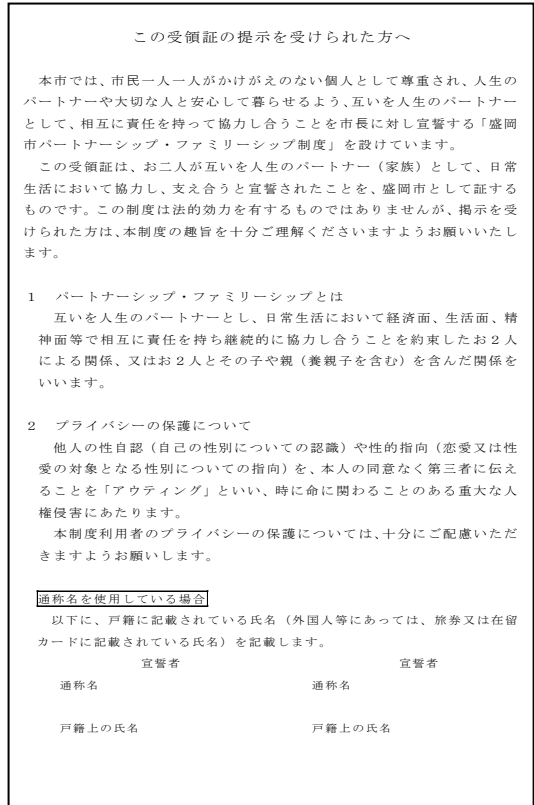 この受領証の提示を受けられた方へ
本市では、市民一人一人がかけがえのない個人として尊重され、人生の
パートナーや大切な人と安心して暮らせるよう、互いを人生のパートナー
として、相互に責任を持って協力し合うことを市長に対し宣誓する「盛岡
市パートナーシップ・ファミリーシップ制度」を設けています。
この受領証は、お二人が互いを人生のパートナー（家族）として、日常
生活において協力し、支え合うと宣誓されたことを、盛岡市として証する
ものです。この制度は法的効力を有するものではありませんが、掲示を受
けられた方は、本制度の趣旨を十分ご理解くださいますようお願いいたし
ます。
1　パートナーシップ・ファミリーシップとは
互いを人生のパートナーとし、日常生活において経済面、生活面、精
神面等で相互に責任を持ち継続的に協力し合うことを約束したお２人
による関係、又はお２人とその子や親（養親子を含む）を含んだ関係を
いいます。
2　プライバシーの保護について
他人の性自認（自己の性別についての認識）や性的指向（恋愛又は性
愛の対象となる性別についての指向）を、本人の同意なく第三者に伝え
ることを「アウティング」といい、時に命に関わることのある重大な人
権侵害にあたります。
本制度利用者のプライバシーの保護については、十分にご配慮いただ
きますようお願いします。
通称名を使用している場合
以下に、戸籍に記載されている氏名（外国人等にあっては、旅券又は在留
カードに記載されている氏名）を記載します。
宣誓者　宣誓者
通称名　通称名
戸籍上の氏名　戸籍上の氏名